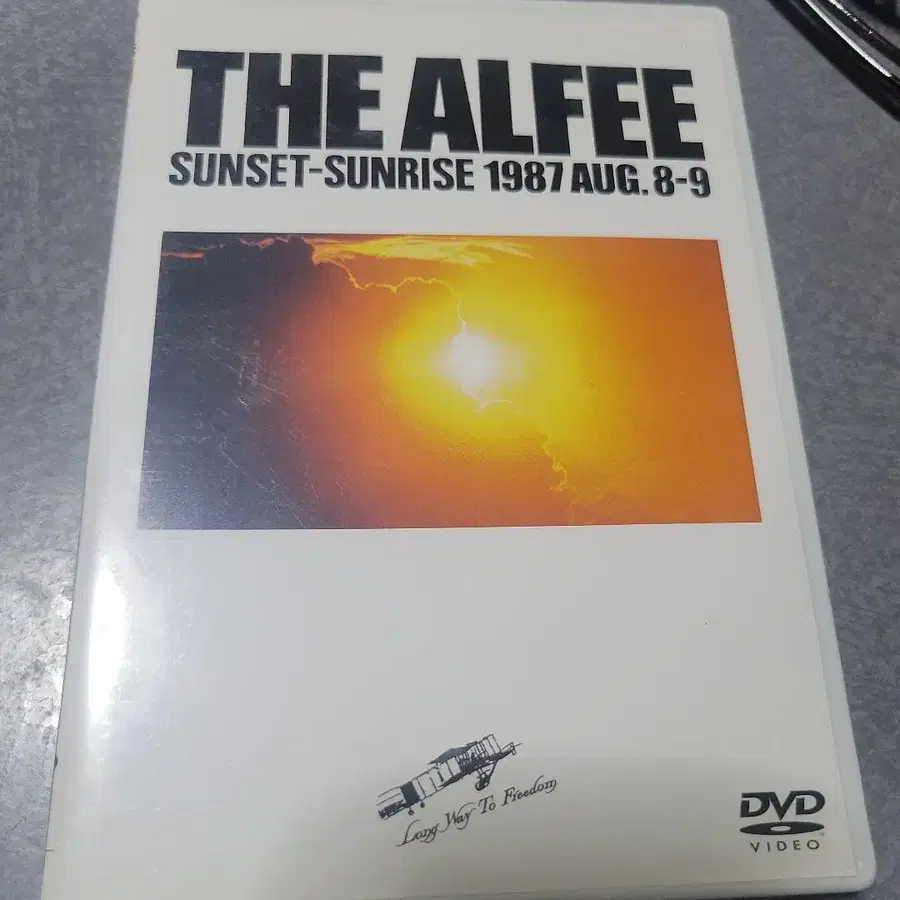 THE ALFEE
SUNSET-SUNRISE 1987 AUG. 8-9
Long Way To Freedom
DVD
VIDEO